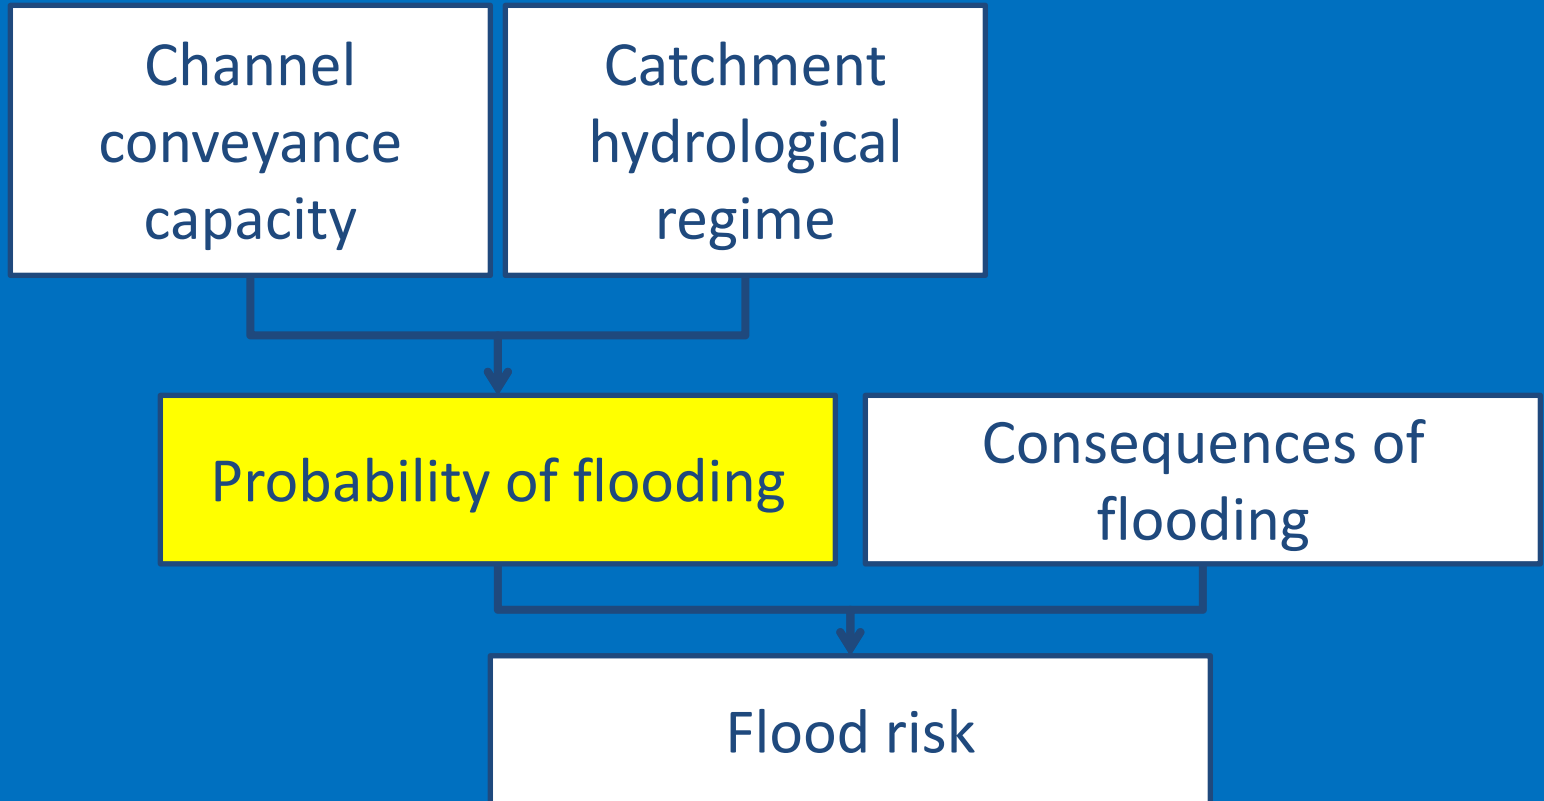 Channel
conveyance
capacity
Catchment
hydrological
regime
Probability of flooding
Consequences of
flooding
Flood risk